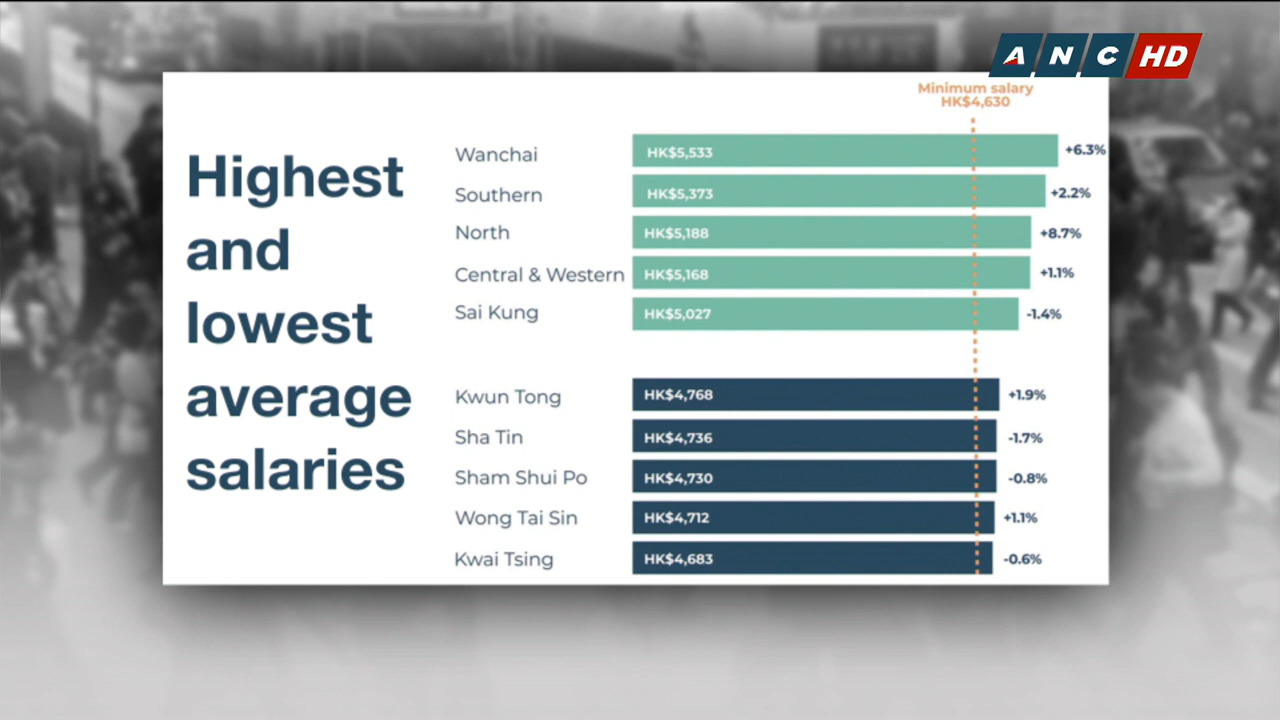 ANC HD
Minimum salary
HK$4,630
Highest
and
lowest
average
salaries
Wanchai HK$5,533 +6.3%
Southern HK$5,373 +2.2%
North HK$5,188 +8.7%
Central & Western HK$5,168 +1.1%
Sai Kung HK$5,027 -1.4%
Kwun Tong HK$4,768 +1.9%
Sha Tin HK$4,736 -1.7%
Sham Shui Po HK$4,730 -0.8%
Wong Tai Sin HK$4,712 +1.1%
Kwai Tsing HK$4,683 -0.6%